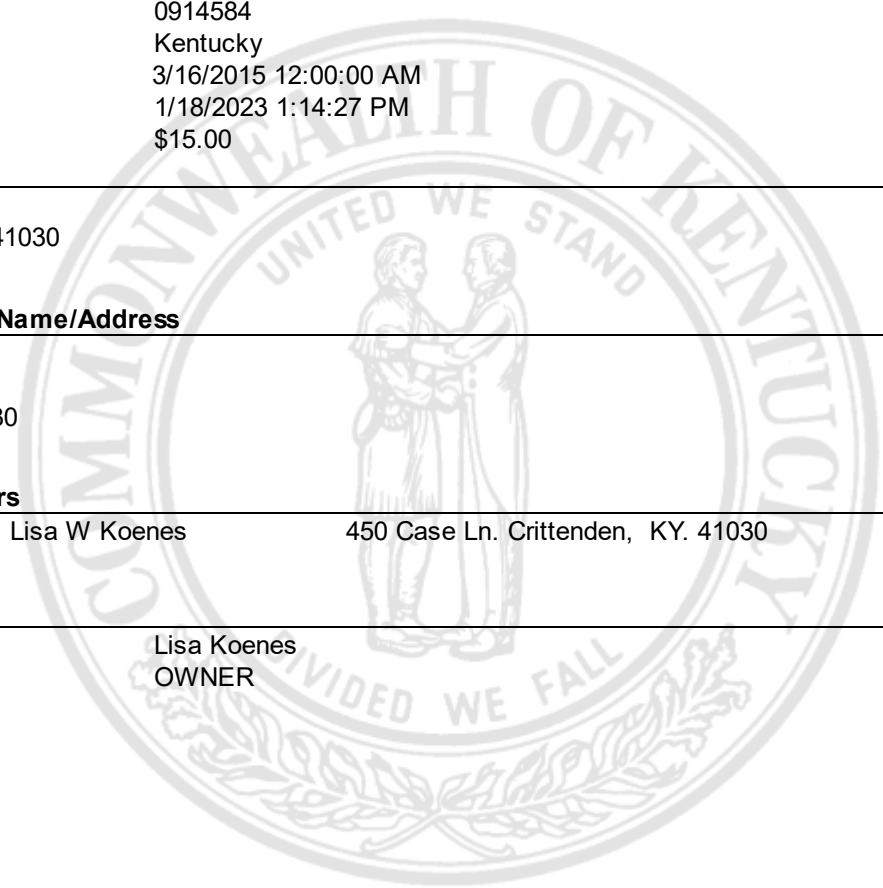 0914584
Kentucky
3/16/2015 12:00:00 AM
1/18/2023 1:14:27 PM
$15.00
41030
Name/Address
30
rs
Lisa W Koenes 450 Case Ln. Crittenden, KY. 41030
Lisa Koenes
OWNER
COMMONWEALTH OF KENTUCKY
UNITED WE STAND
DIVIDED WE FALL